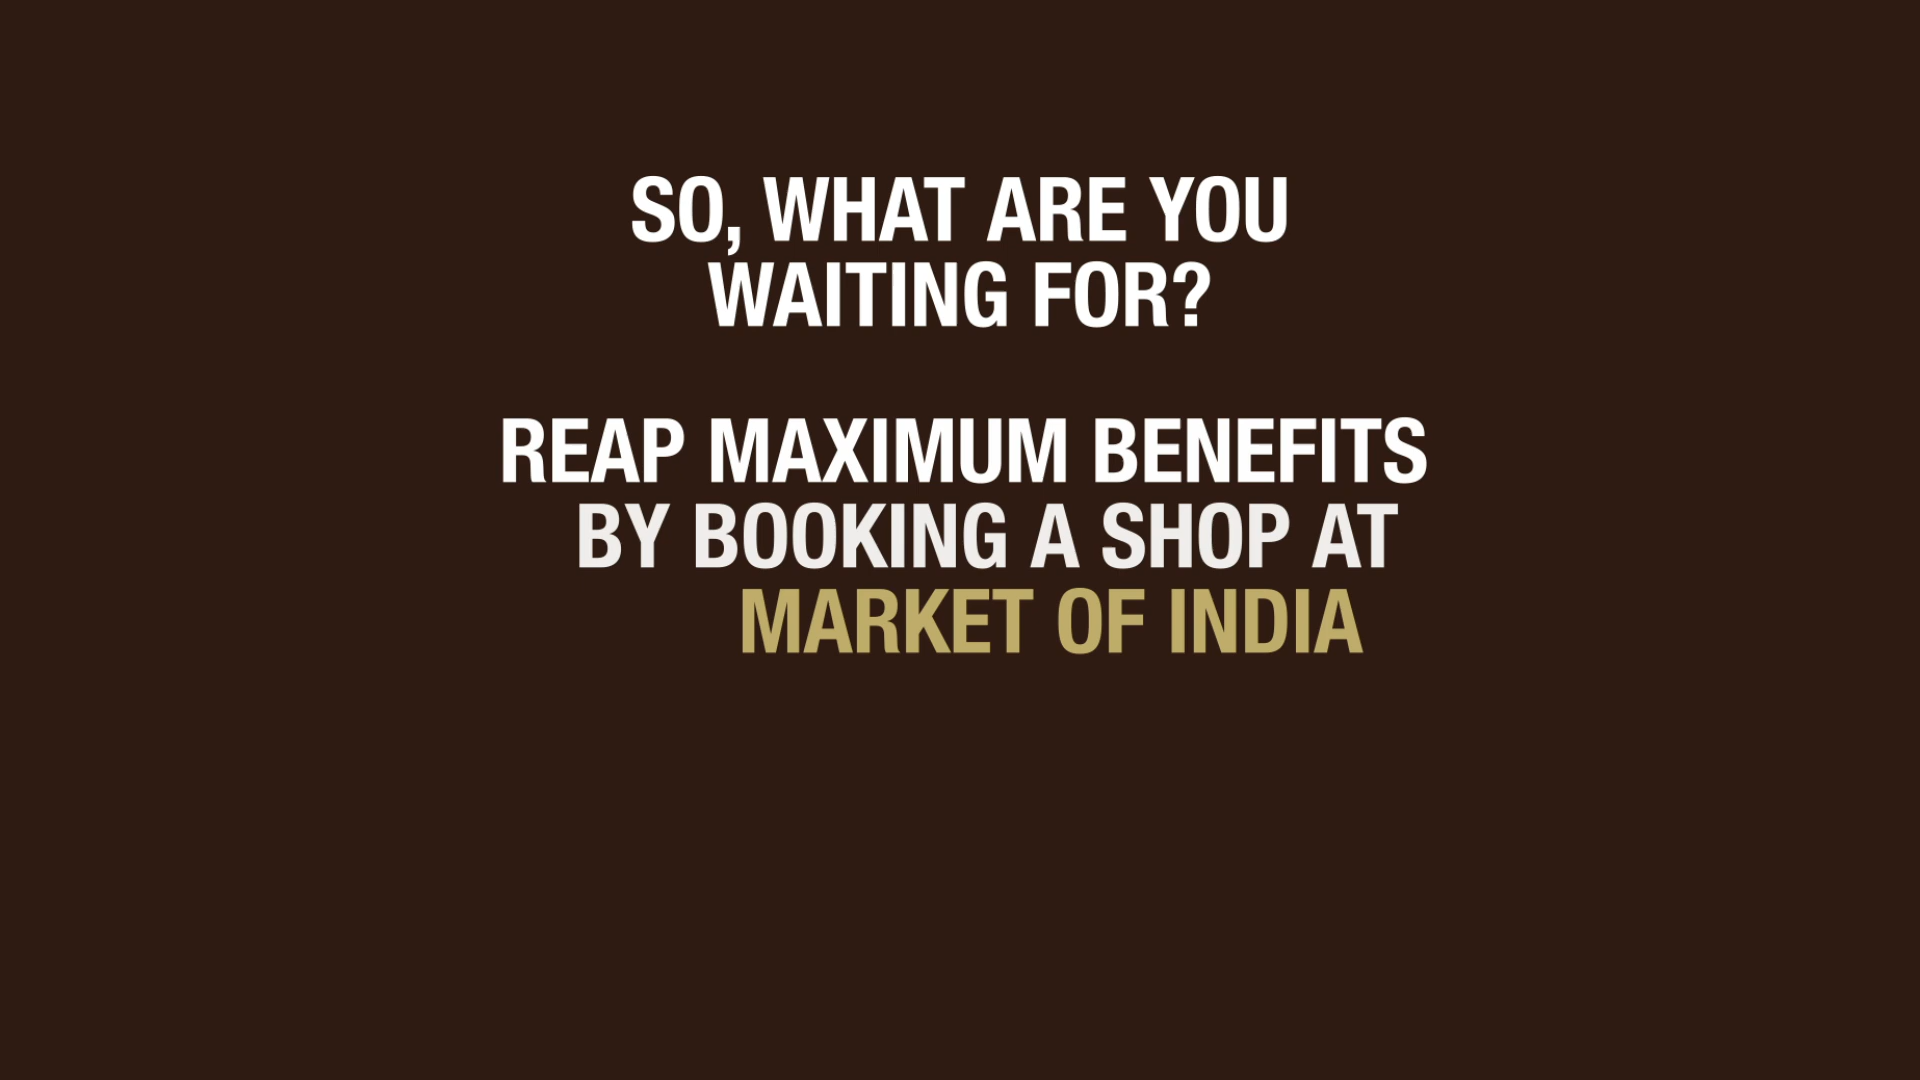 SO, WHAT ARE YOU
WAITING FOR?
REAP MAXIMUM BENEFITS
BY BOOKING A SHOP AT
MARKET OF INDIA